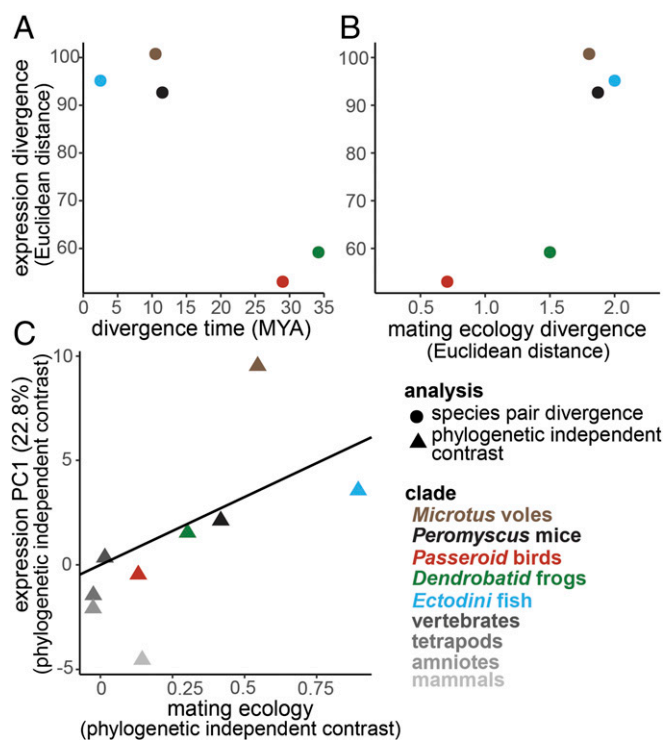 A
B
expression divergence
(Euclidean distance)
100
90
80
70
60
0
5
10
15
20
25
30
35
divergence time (MYA)
100
90
80
70
60
0.5
1.0
1.5
2.0
mating ecology divergence
(Euclidean distance)
C
expression PC1 (22.8%)
(phylogenetic independent contrast)
10
5
0
-5
0
0.25
0.50
0.75
mating ecology
(phylogenetic independent contrast)
analysis
species pair divergence
phylogenetic independent
contrast
clade
Microtus voles
Peromyscus mice
Passeroid birds
Dendrobatid frogs
Ectodini fish
vertebrates
tetrapods
amniotes
mammals